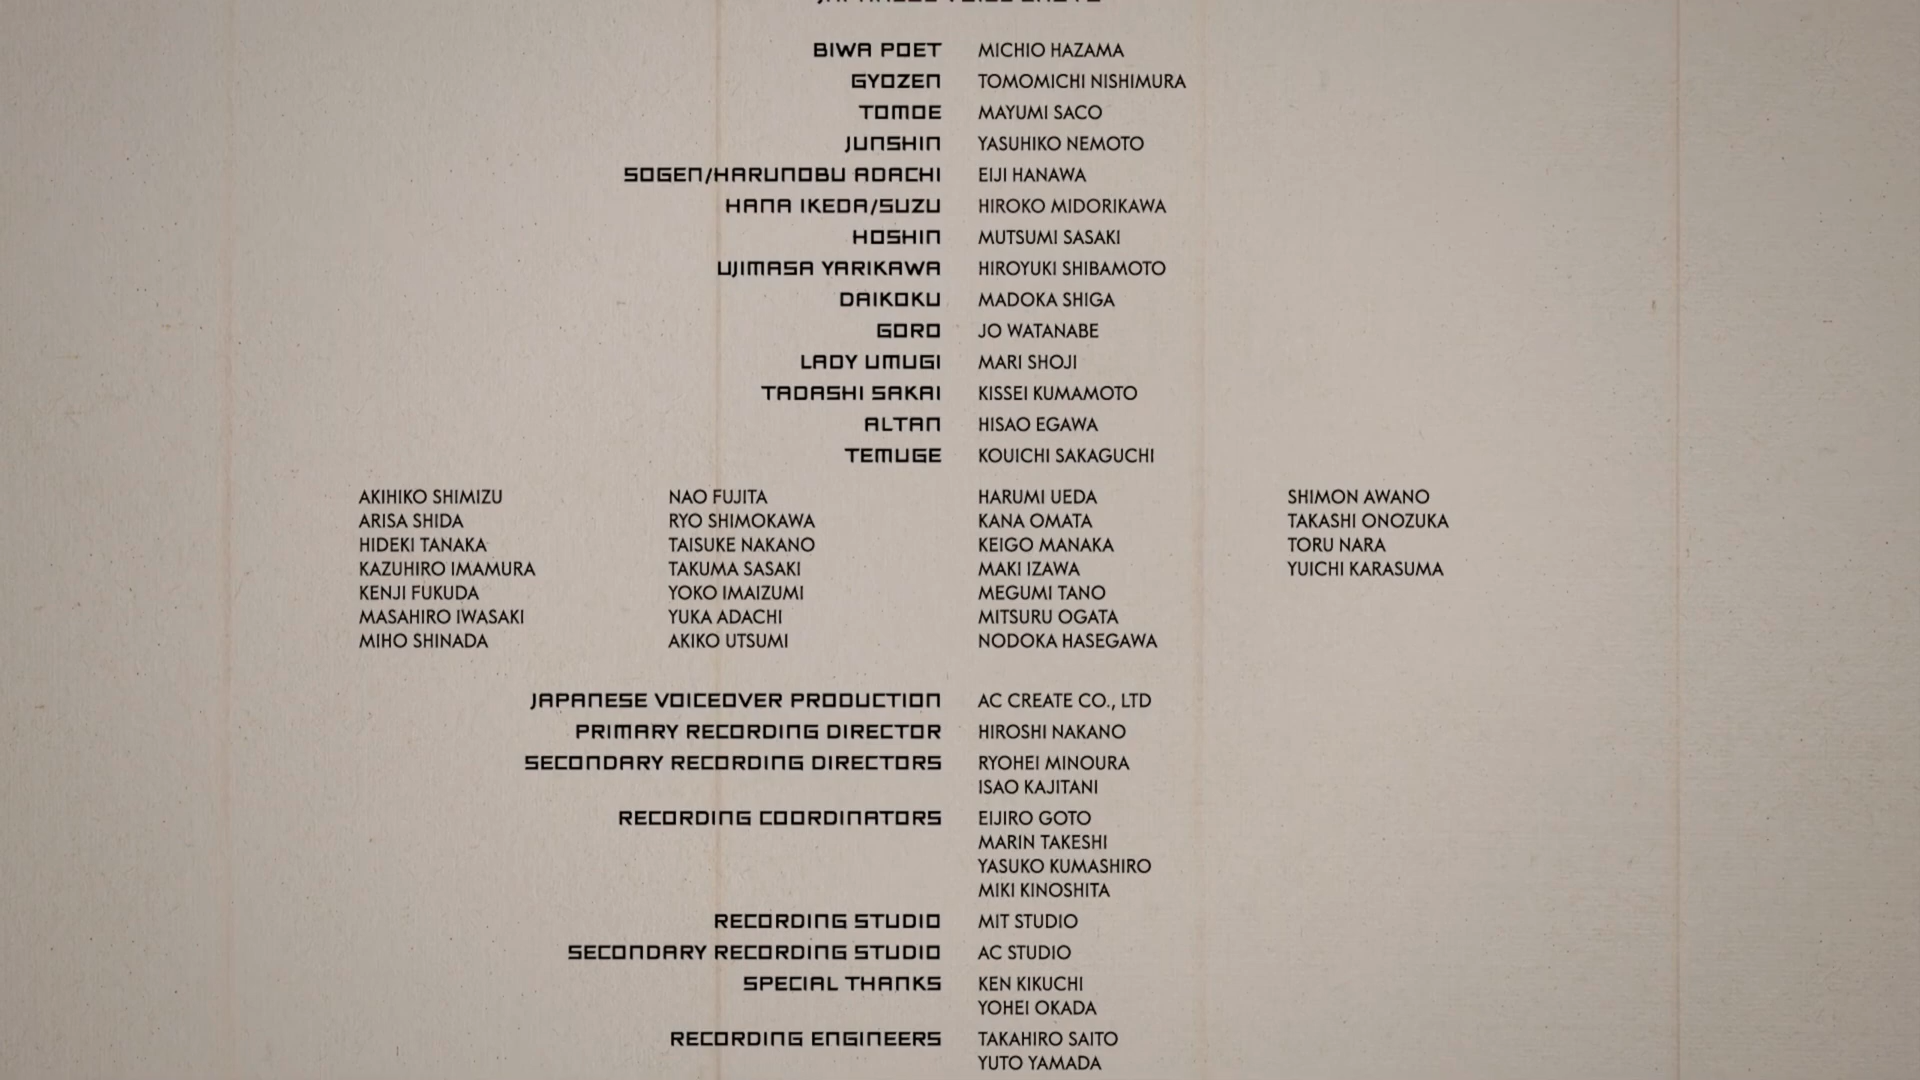 BIWA POET MICHIO HAZAMA
GYOZEN TOMOMICHI NISHIMURA
TOMOE MAYUMI SACO
JUNSHIN YASUHIKO NEMOTO
SOGEN/HARUNOBU ADACHI EIJI HANAWA
HANA IKEDA/SUZU HIROKO MIDORIKAWA
HOSHIN MUTSUMI SASAKI
UJIMASA YARIKAWA HIROYUKI SHIBAMOTO
DAIKOKU MADOKA SHIGA
GORO JO WATANABE
LADY UMUGI MARI SHOJI
TADASHI SAKAI KISSEI KUMAMOTO
ALTAN HISAO EGAWA
TEMUGE KOUICHI SAKAGUCHI
AKIHIKO SHIMIZU NAO FUJITA HARUMI UEDA SHIMON AWANO
ARISA SHIDA RYO SHIMOKAWA KANA OMATA TAKASHI ONOZUKA
HIDEKI TANAKA TAISUKE NAKANO KEIGO MANAKA TORU NARA
KAZUHIRO IMAMURA TAKUMA SASAKI MAKI IZAWA YUICHI KARASUMA
KENJI FUKUDA YOKO IMAIZUMI MEGUMI TANO
MASAHIRO IWASAKI YUKA ADACHI MITSURU OGATA
MIHO SHINADA AKIKO UTSUMI NODOKA HASEGAWA
JAPANESE VOICEOVER PRODUCTION AC CREATE CO., LTD
PRIMARY RECORDING DIRECTOR HIROSHI NAKANO
SECONDARY RECORDING DIRECTORS RYOHEI MINOURA
ISAO KAJITANI
RECORDING COORDINATORS EIJIRO GOTO
MARIN TAKESHI
YASUKO KUMASHIRO
MIKI KINOSHITA
RECORDING STUDIO MIT STUDIO
SECONDARY RECORDING STUDIO AC STUDIO
SPECIAL THANKS KEN KIKUCHI
YOHEI OKADA
RECORDING ENGINEERS TAKAHIRO SAITO
YUTO YAMADA